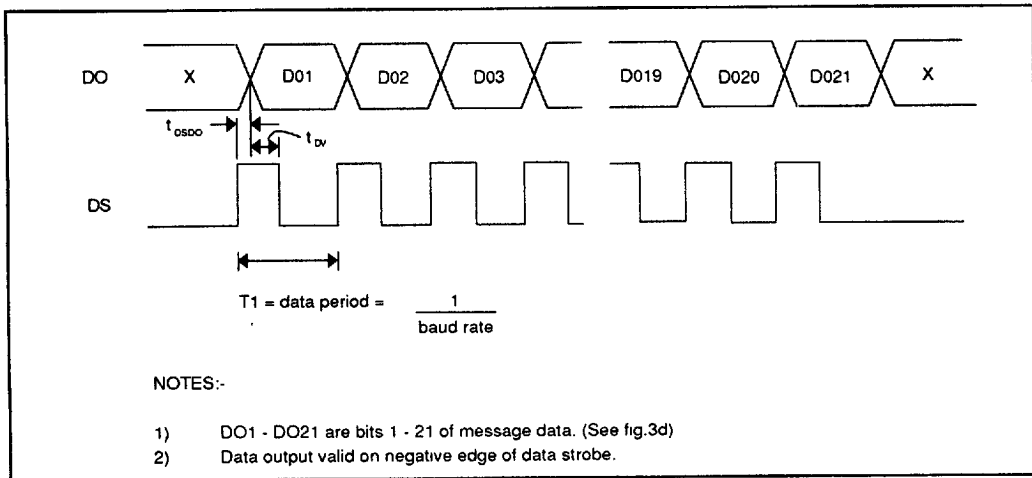 DO X D01 D02 D03 D019 D020 D021 X
t DSDO
t DV
DS
T1 = data period = 1
baud rate
NOTES:-
1) DO1 - DO21 are bits 1 - 21 of message data. (See fig.3d)
2) Data output valid on negative edge of data strobe.